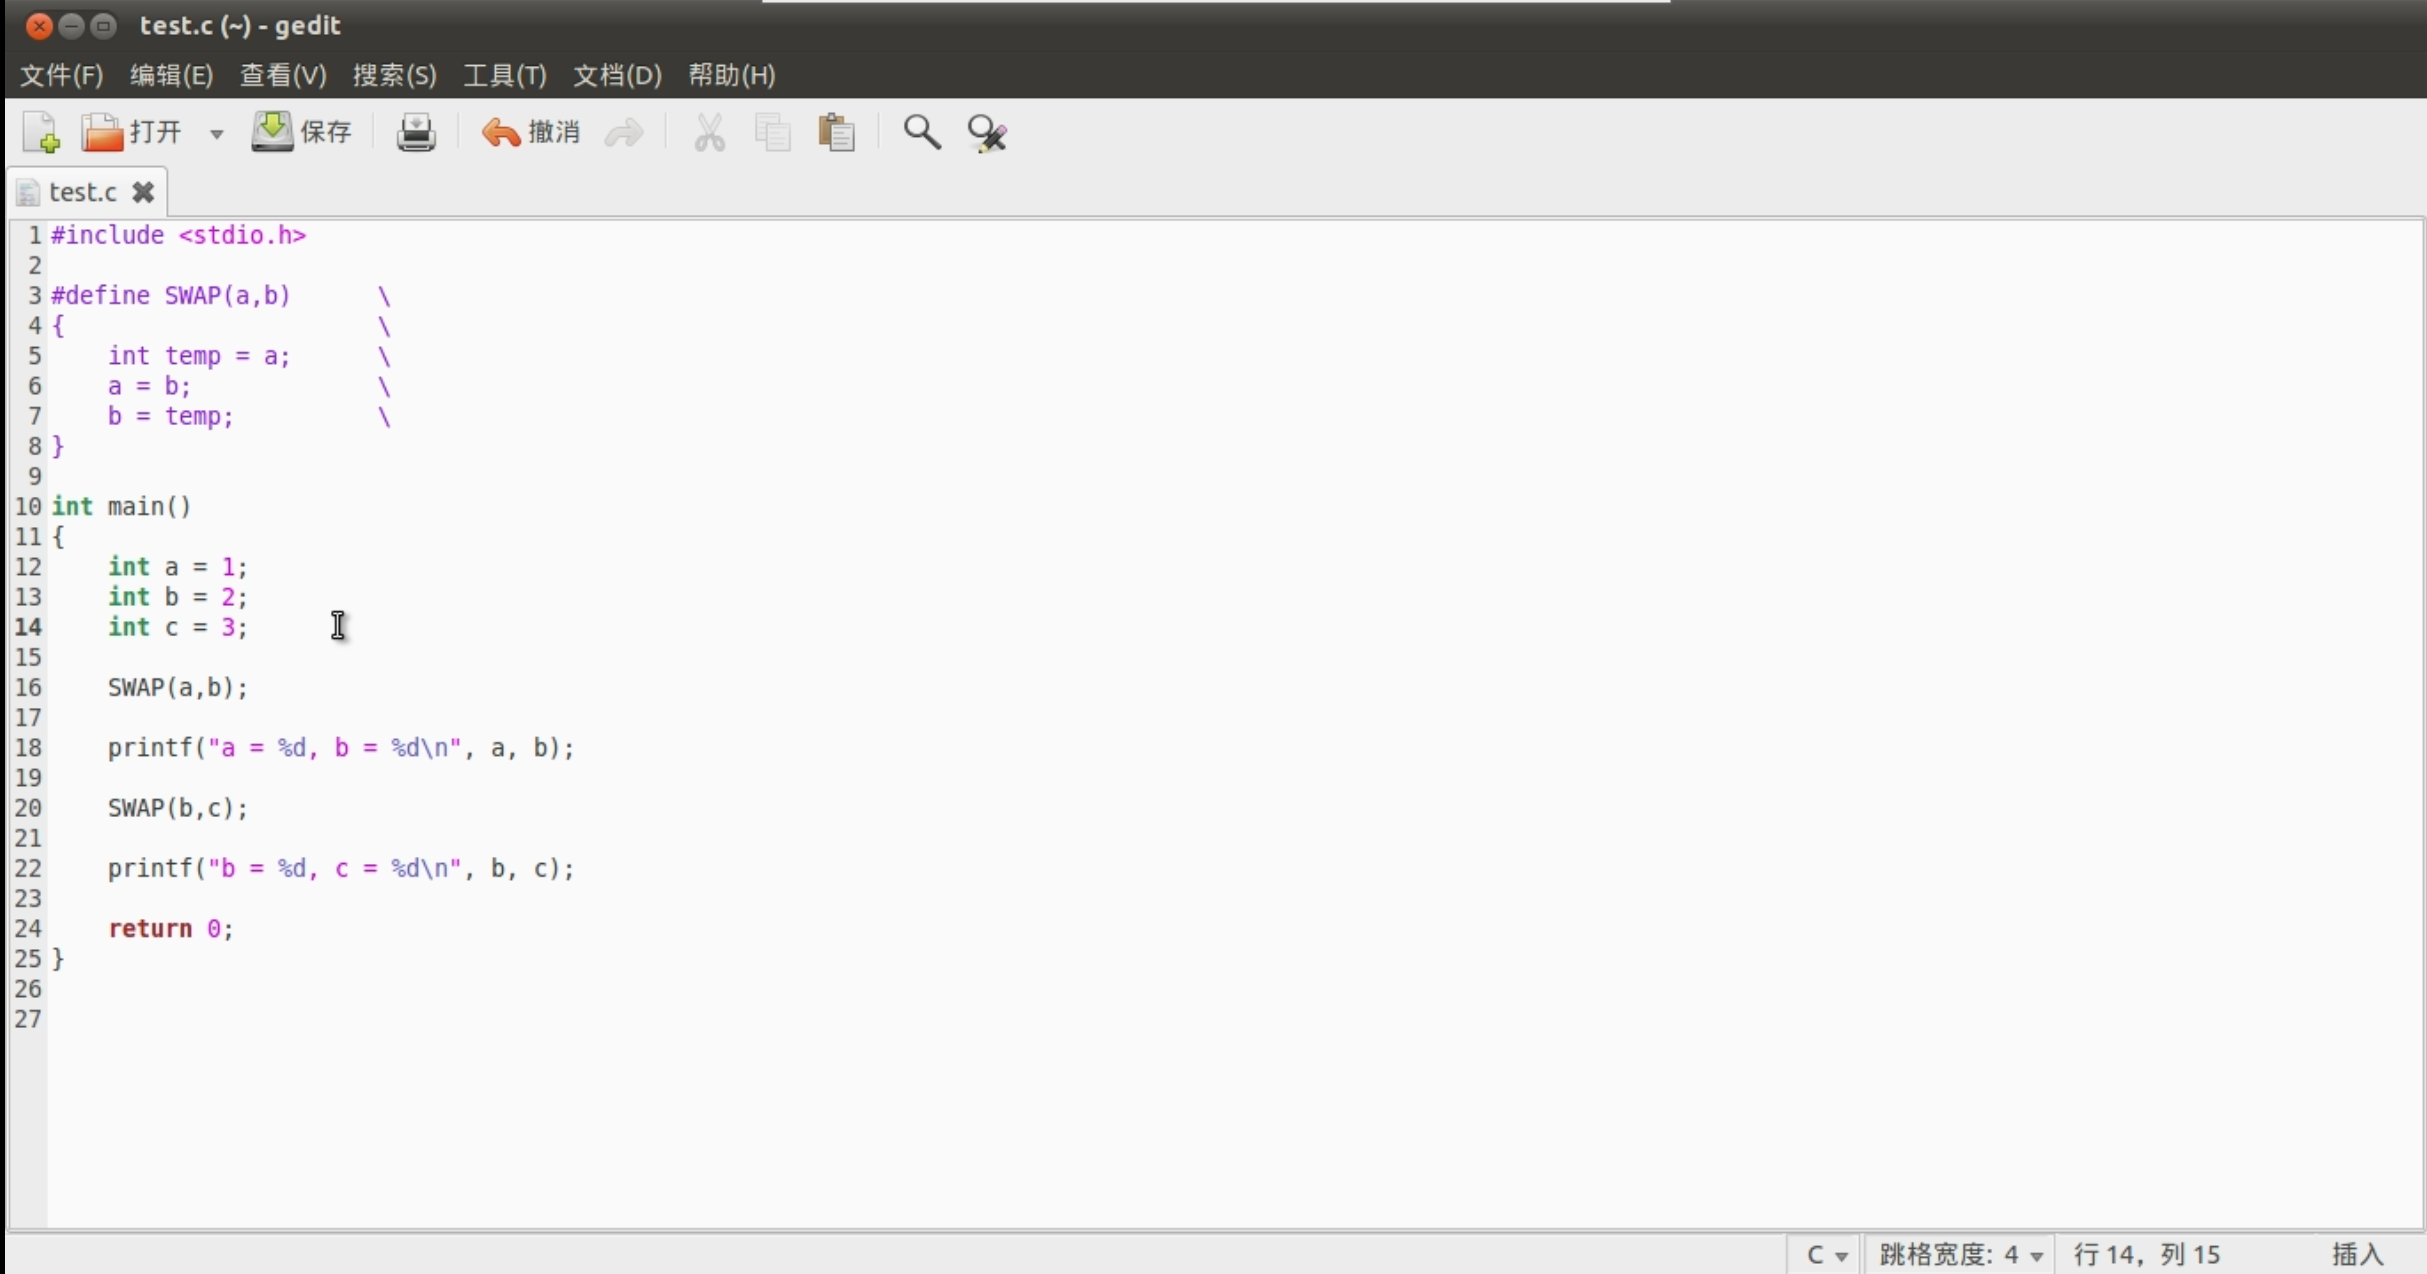 test.c (~) - gedit
文件(F) 编辑(E) 查看(V) 搜索(S) 工具(T) 文档(D) 帮助(H)
打开 保存 撤消
test.c
1 #include <stdio.h>
2
3 #define SWAP(a,b)      \
4 {                      \
5     int temp = a;      \
6     a = b;             \
7     b = temp;          \
8 }
9
10 int main()
11 {
12     int a = 1;
13     int b = 2;
14     int c = 3;
15
16     SWAP(a,b);
17
18     printf("a = %d, b = %d\n", a, b);
19
20     SWAP(b,c);
21
22     printf("b = %d, c = %d\n", b, c);
23
24     return 0;
25 }
26
27
C 跳格宽度: 4 行 14，列 15 插入